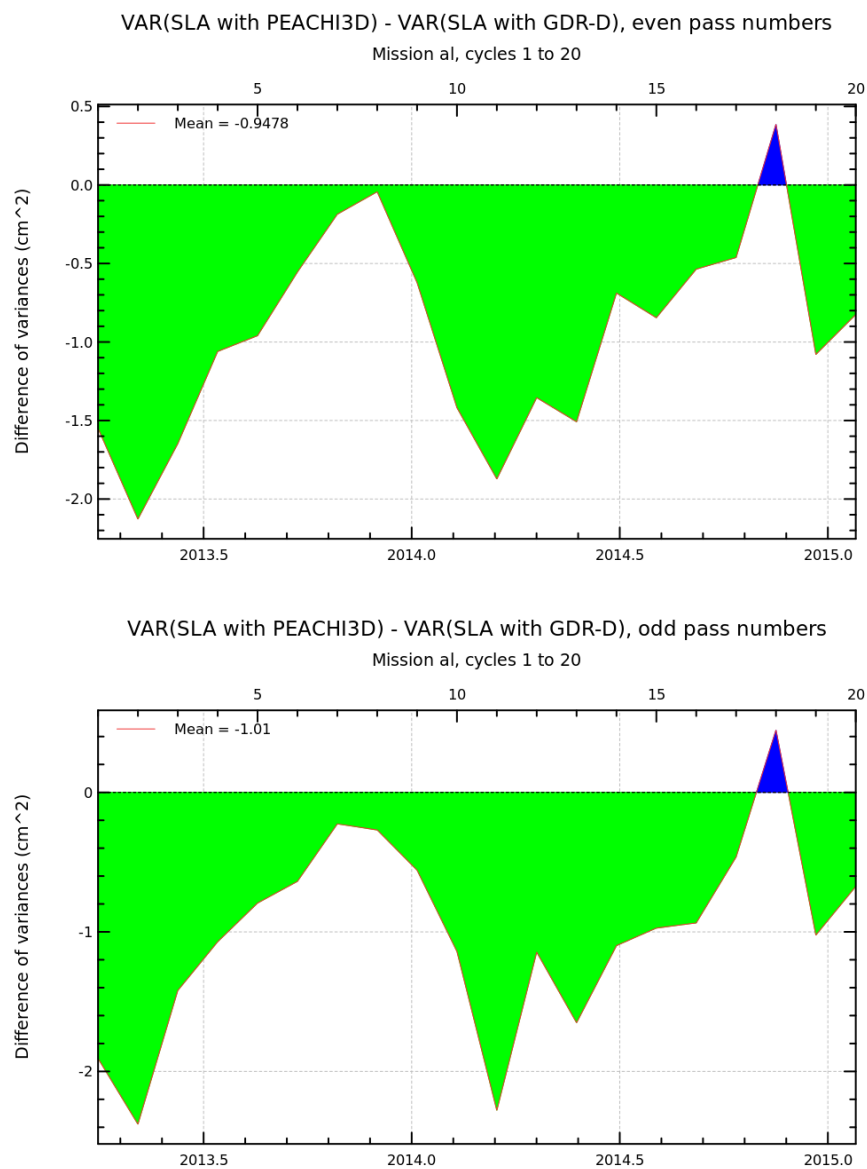 VAR(SLA with PEACHI3D) - VAR(SLA with GDR-D), even pass numbers
Mission al, cycles 1 to 20
5 10 15 20
0.5
Mean = -0.9478
0.0
-0.5
-1.0
-1.5
-2.0
Difference of variances (cm^2)
2013.5 2014.0 2014.5 2015.0
VAR(SLA with PEACHI3D) - VAR(SLA with GDR-D), odd pass numbers
Mission al, cycles 1 to 20
5 10 15 20
Mean = -1.01
0
-1
-2
Difference of variances (cm^2)
2013.5 2014.0 2014.5 2015.0